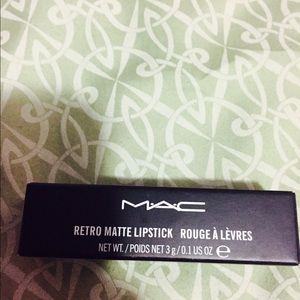 M·A·C
RETRO MATTE LIPSTICK ROUGE À LÈVRES
NET WT. / POIDS NET 3 g / 0.1 US OZ ℮